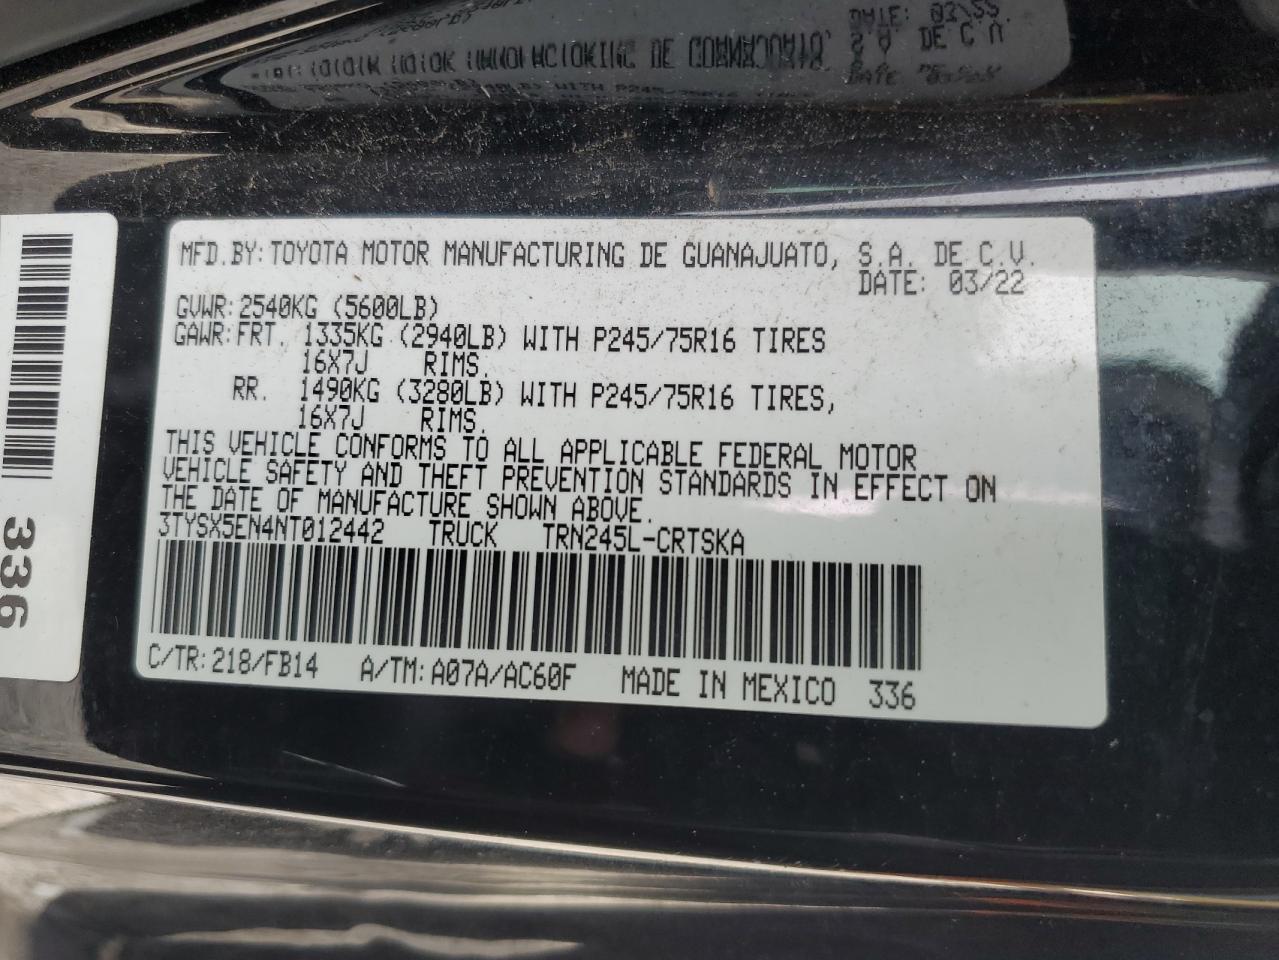 MFD.BY: TOYOTA MOTOR MANUFACTURING DE GUANAJUATO, S.A. DE C.V.
DATE: 03/22
GVWR: 2540KG (5600LB)
GAWR: FRT. 1335KG (2940LB) WITH P245/75R16 TIRES
16X7J RIMS,
RR. 1490KG (3280LB) WITH P245/75R16 TIRES,
16X7J RIMS.
THIS VEHICLE CONFORMS TO ALL APPLICABLE FEDERAL MOTOR
VEHICLE SAFETY AND THEFT PREVENTION STANDARDS IN EFFECT ON
THE DATE OF MANUFACTURE SHOWN ABOVE.
3TYSX5EN4NT012442 TRUCK TRN245L-CRTSKA
C/TR: 218/FB14 A/TM: A07A/AC60F MADE IN MEXICO 336
336